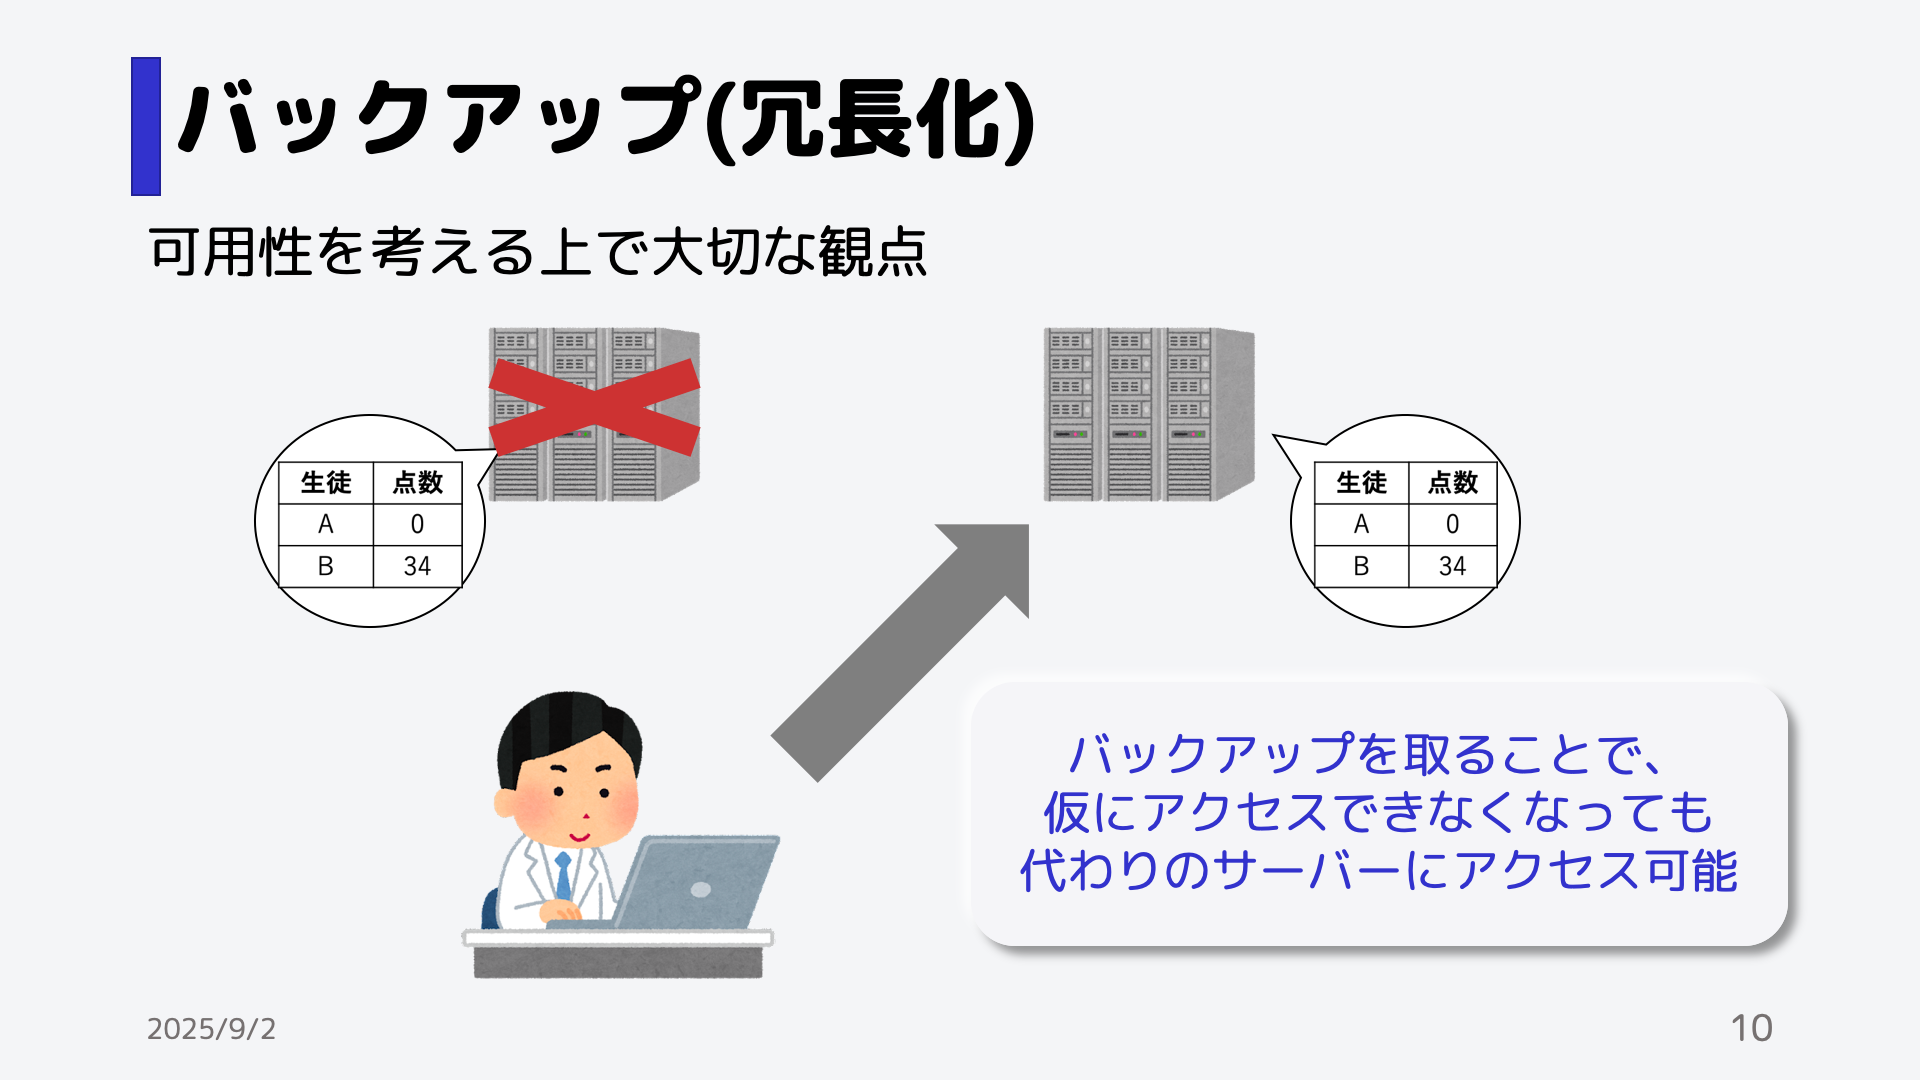 バックアップ(冗長化)
可用性を考える上で大切な観点
生徒 点数
A 0
B 34
生徒 点数
A 0
B 34
バックアップを取ることで、
仮にアクセスできなくなっても
代わりのサーバーにアクセス可能
2025/9/2
10